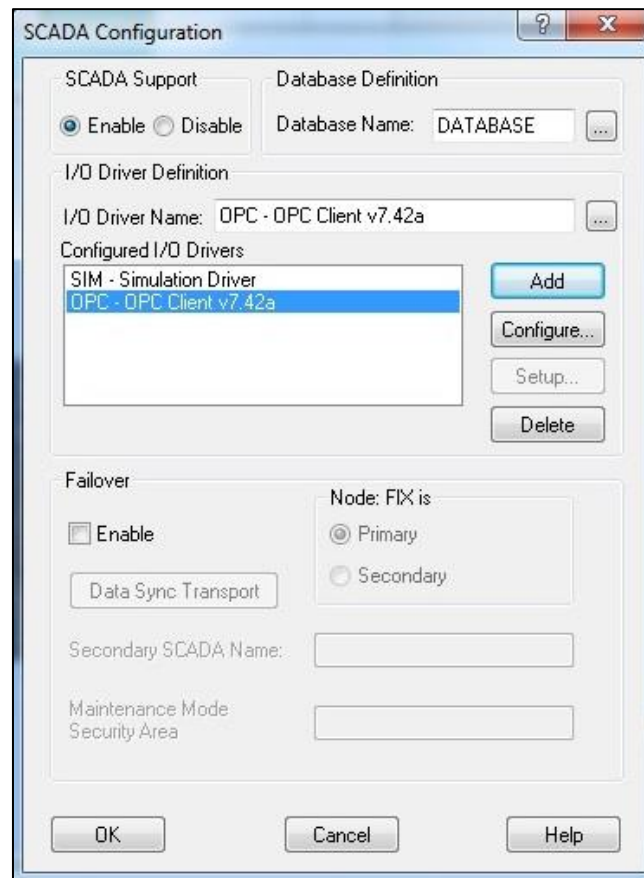 SCADA Configuration
SCADA Support
Enable
Disable
Database Definition
Database Name:
DATABASE
...
I/O Driver Definition
I/O Driver Name:
OPC - OPC Client v7.42a
...
Configured I/O Drivers
SIM - Simulation Driver
OPC - OPC Client v7.42a
Add
Configure...
Setup...
Delete
Failover
Enable
Node: FIX is
Primary
Secondary
Data Sync Transport
Secondary SCADA Name:
Maintenance Mode
Security Area
OK
Cancel
Help